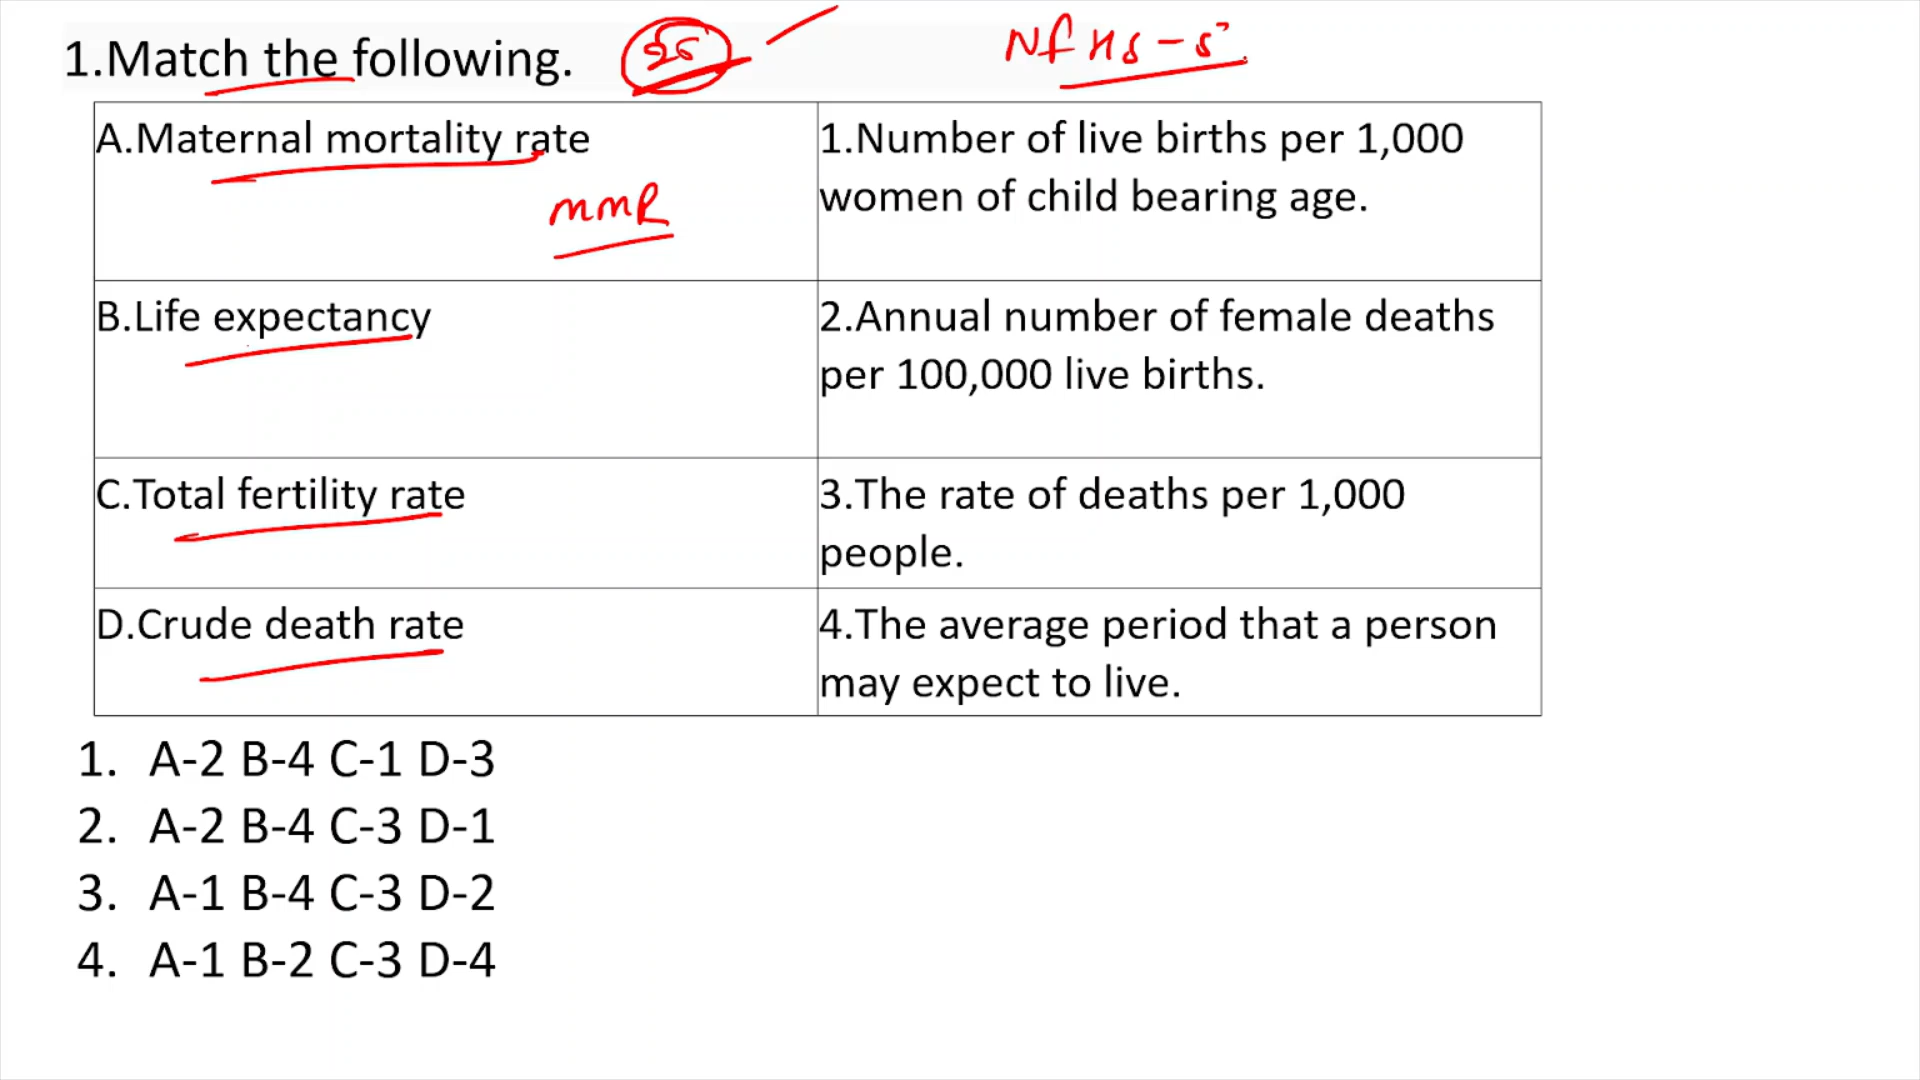 1.Match the following.
NFHS-5
A.Maternal mortality rate
MMR
1.Number of live births per 1,000
women of child bearing age.
B.Life expectancy
2.Annual number of female deaths
per 100,000 live births.
C.Total fertility rate
3.The rate of deaths per 1,000
people.
D.Crude death rate
4.The average period that a person
may expect to live.
1. A-2 B-4 C-1 D-3
2. A-2 B-4 C-3 D-1
3. A-1 B-4 C-3 D-2
4. A-1 B-2 C-3 D-4